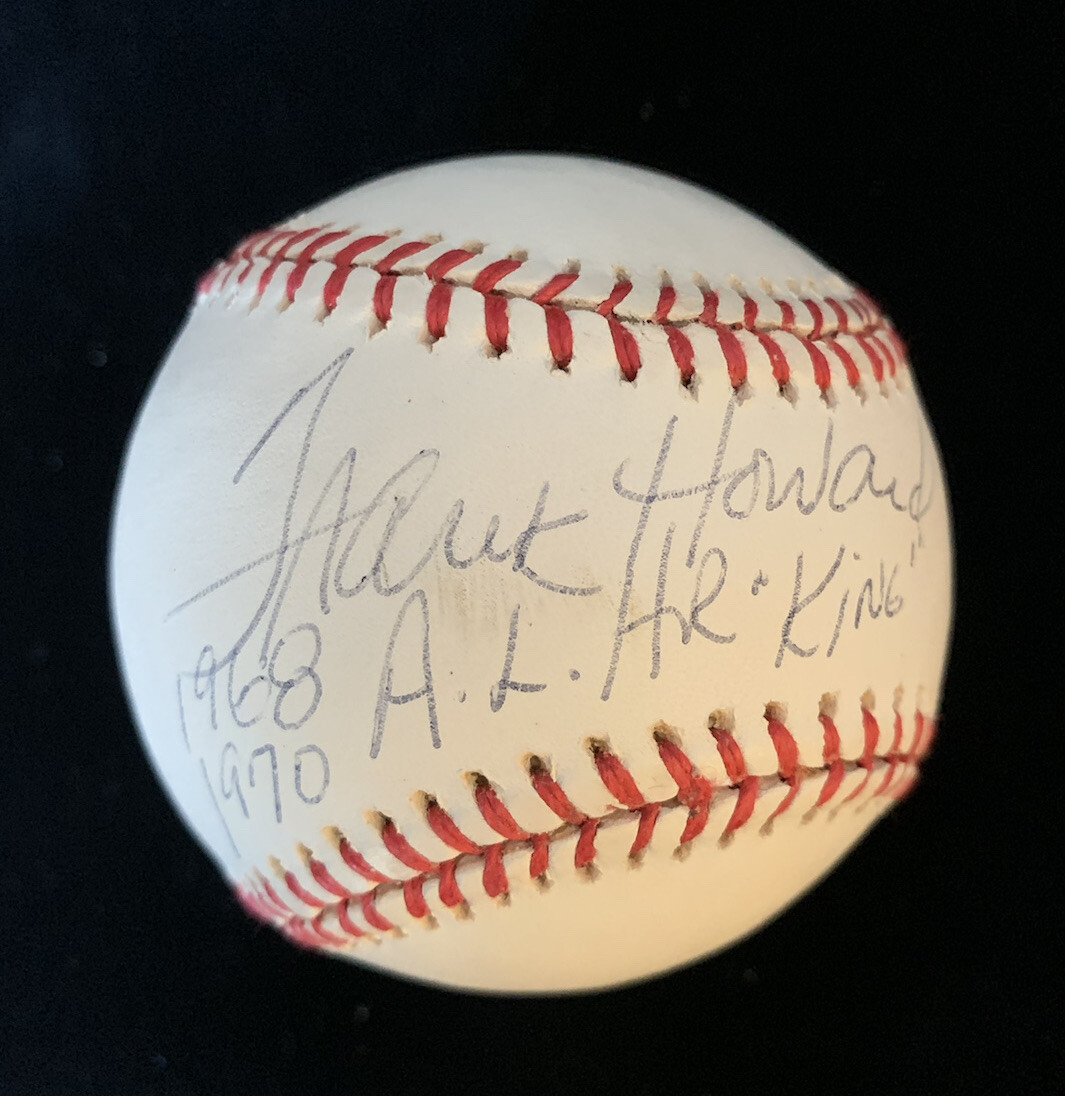 Frank Howard
1968 A.L. HR "KING"
1970